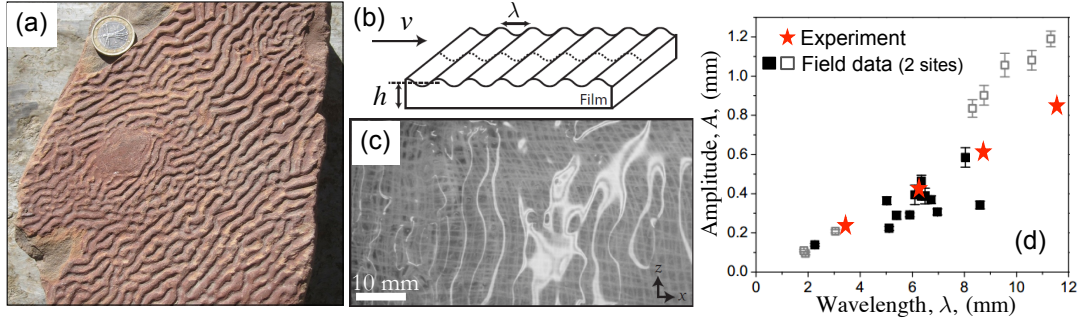 (a)
(b)
λ
v
h
Film
(c)
10 mm
z
x
Amplitude, A, (mm)
1.2
1.0
0.8
0.6
0.4
0.2
0.0
Experiment
Field data (2 sites)
(d)
0 2 4 6 8 10 12
Wavelength, λ, (mm)